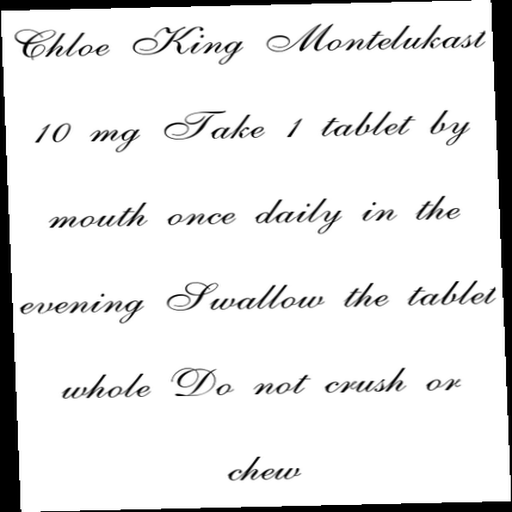 Chloe King Montelukast
10 mg Take 1 tablet by
mouth once daily in the
evening Swallow the tablet
whole Do not crush or
chew